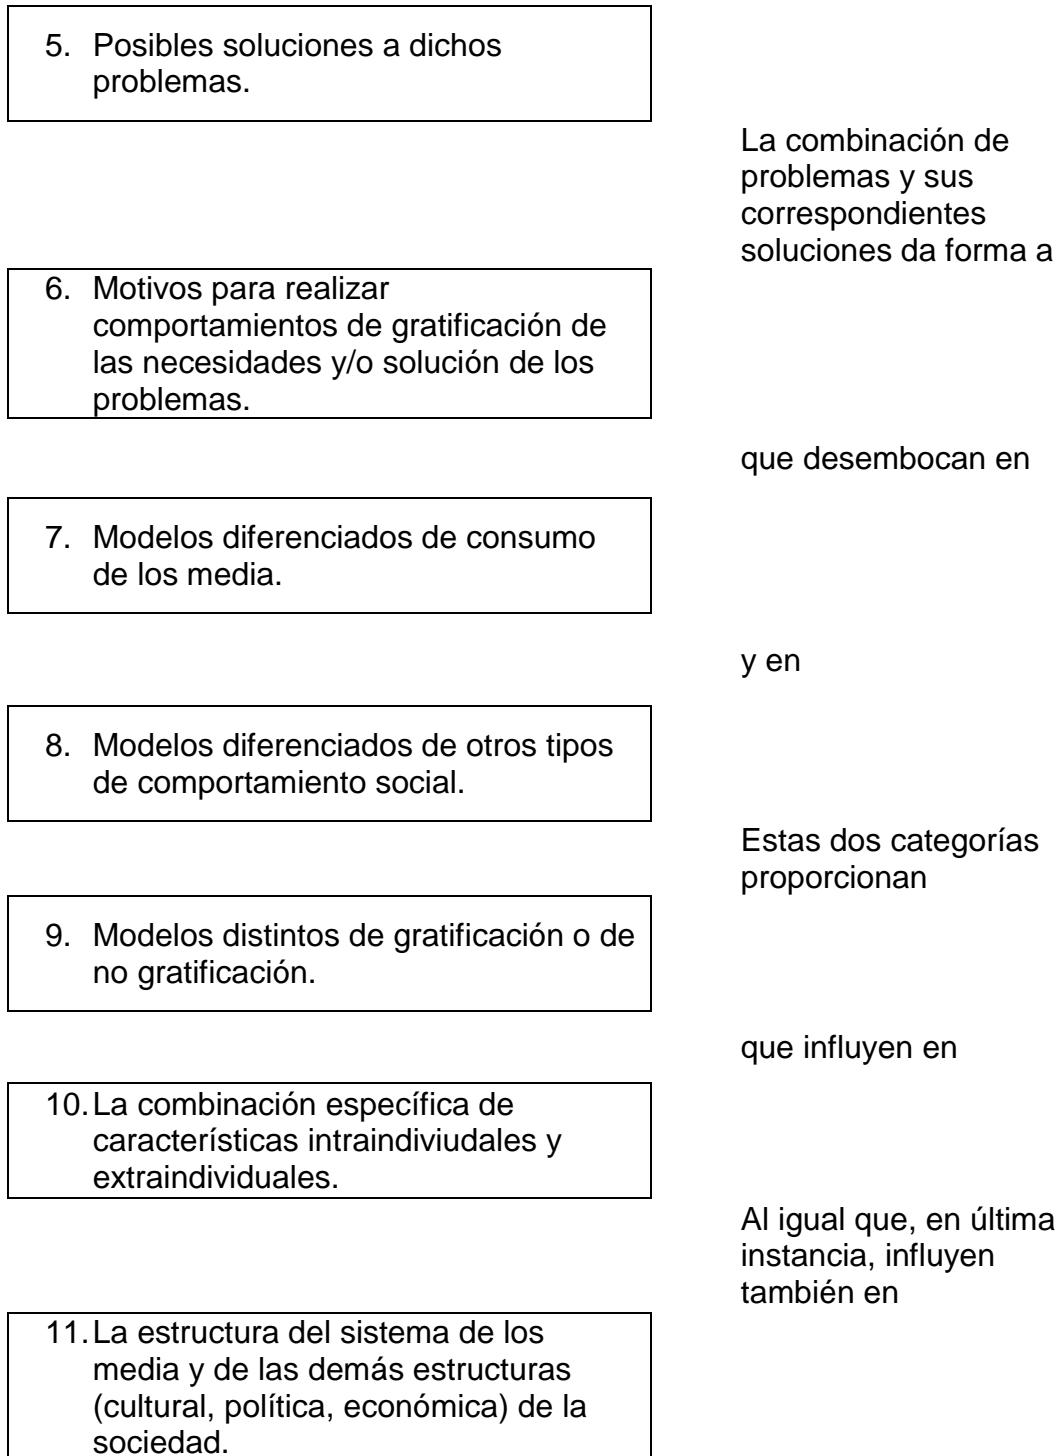 5. Posibles soluciones a dichos
problemas.
La combinación de
problemas y sus
correspondientes
soluciones da forma a
6. Motivos para realizar
comportamientos de gratificación de
las necesidades y/o solución de los
problemas.
que desembocan en
7. Modelos diferenciados de consumo
de los media.
y en
8. Modelos diferenciados de otros tipos
de comportamiento social.
Estas dos categorías
proporcionan
9. Modelos distintos de gratificación o de
no gratificación.
que influyen en
10. La combinación específica de
características intraindiviudales y
extraindividuales.
Al igual que, en última
instancia, influyen
también en
11. La estructura del sistema de los
media y de las demás estructuras
(cultural, política, económica) de la
sociedad.